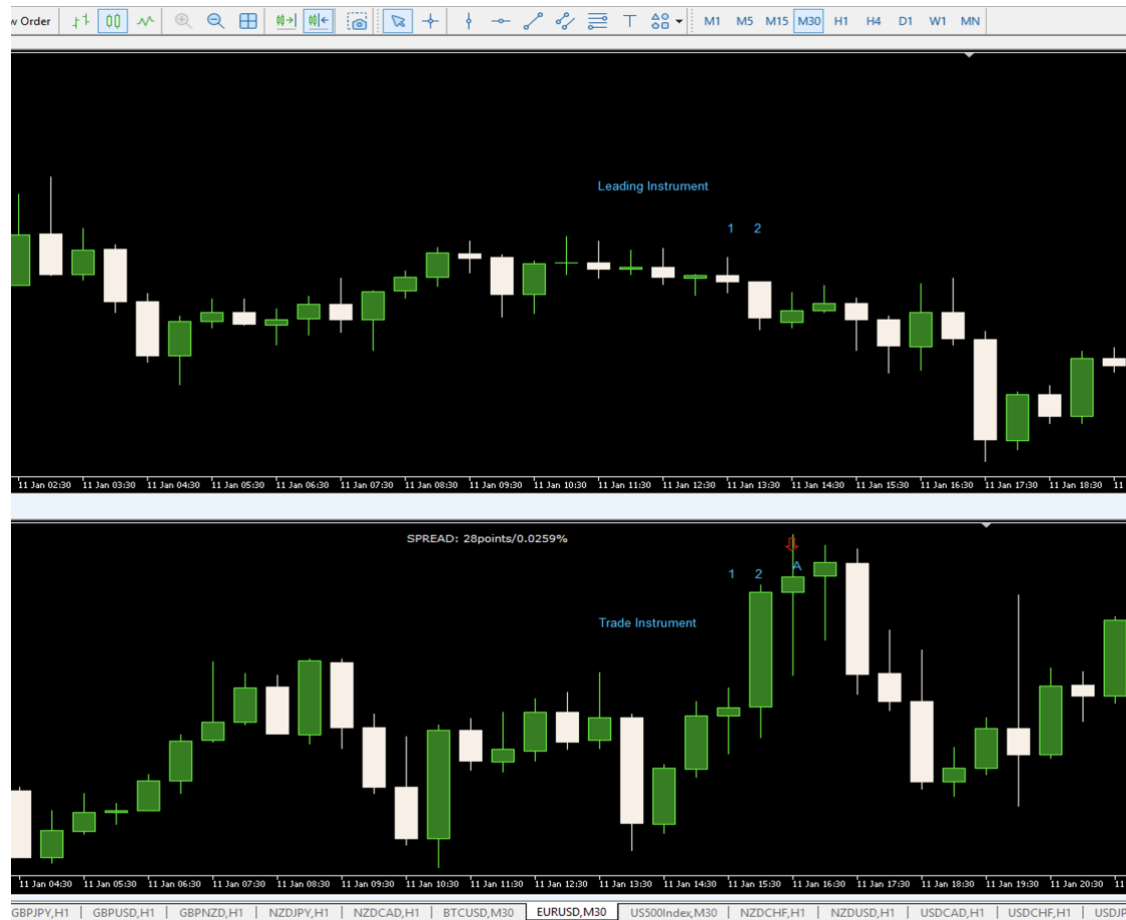 w Order M1 M5 M15 M30 H1 H4 D1 W1 MN
Leading Instrument
1 2
11 Jan 02:30 11 Jan 03:30 11 Jan 04:30 11 Jan 05:30 11 Jan 06:30 11 Jan 07:30 11 Jan 08:30 11 Jan 09:30 11 Jan 10:30 11 Jan 11:30 11 Jan 12:30 11 Jan 13:30 11 Jan 14:30 11 Jan 15:30 11 Jan 16:30 11 Jan 17:30 11 Jan 18:30 11
SPREAD: 28points/0.0259%
A
1 2
Trade Instrument
11 Jan 04:30 11 Jan 05:30 11 Jan 06:30 11 Jan 07:30 11 Jan 08:30 11 Jan 09:30 11 Jan 10:30 11 Jan 11:30 11 Jan 12:30 11 Jan 13:30 11 Jan 14:30 11 Jan 15:30 11 Jan 16:30 11 Jan 17:30 11 Jan 18:30 11 Jan 19:30 11 Jan 20:30 11
GBPJPY,H1 | GBPUSD,H1 | GBPNZD,H1 | NZDJPY,H1 | NZDCAD,H1 | BTCUSD,M30 | EURUSD,M30 | US500Index,M30 | NZDCHF,H1 | NZDUSD,H1 | USDCAD,H1 | USDCHF,H1 | USDJP